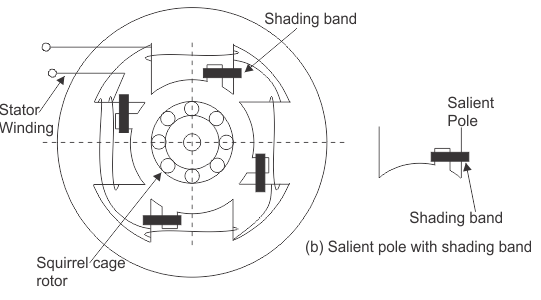 Shading band
Stator
Winding
Salient
Pole
Shading band
(b) Salient pole with shading band
Squirrel cage
rotor